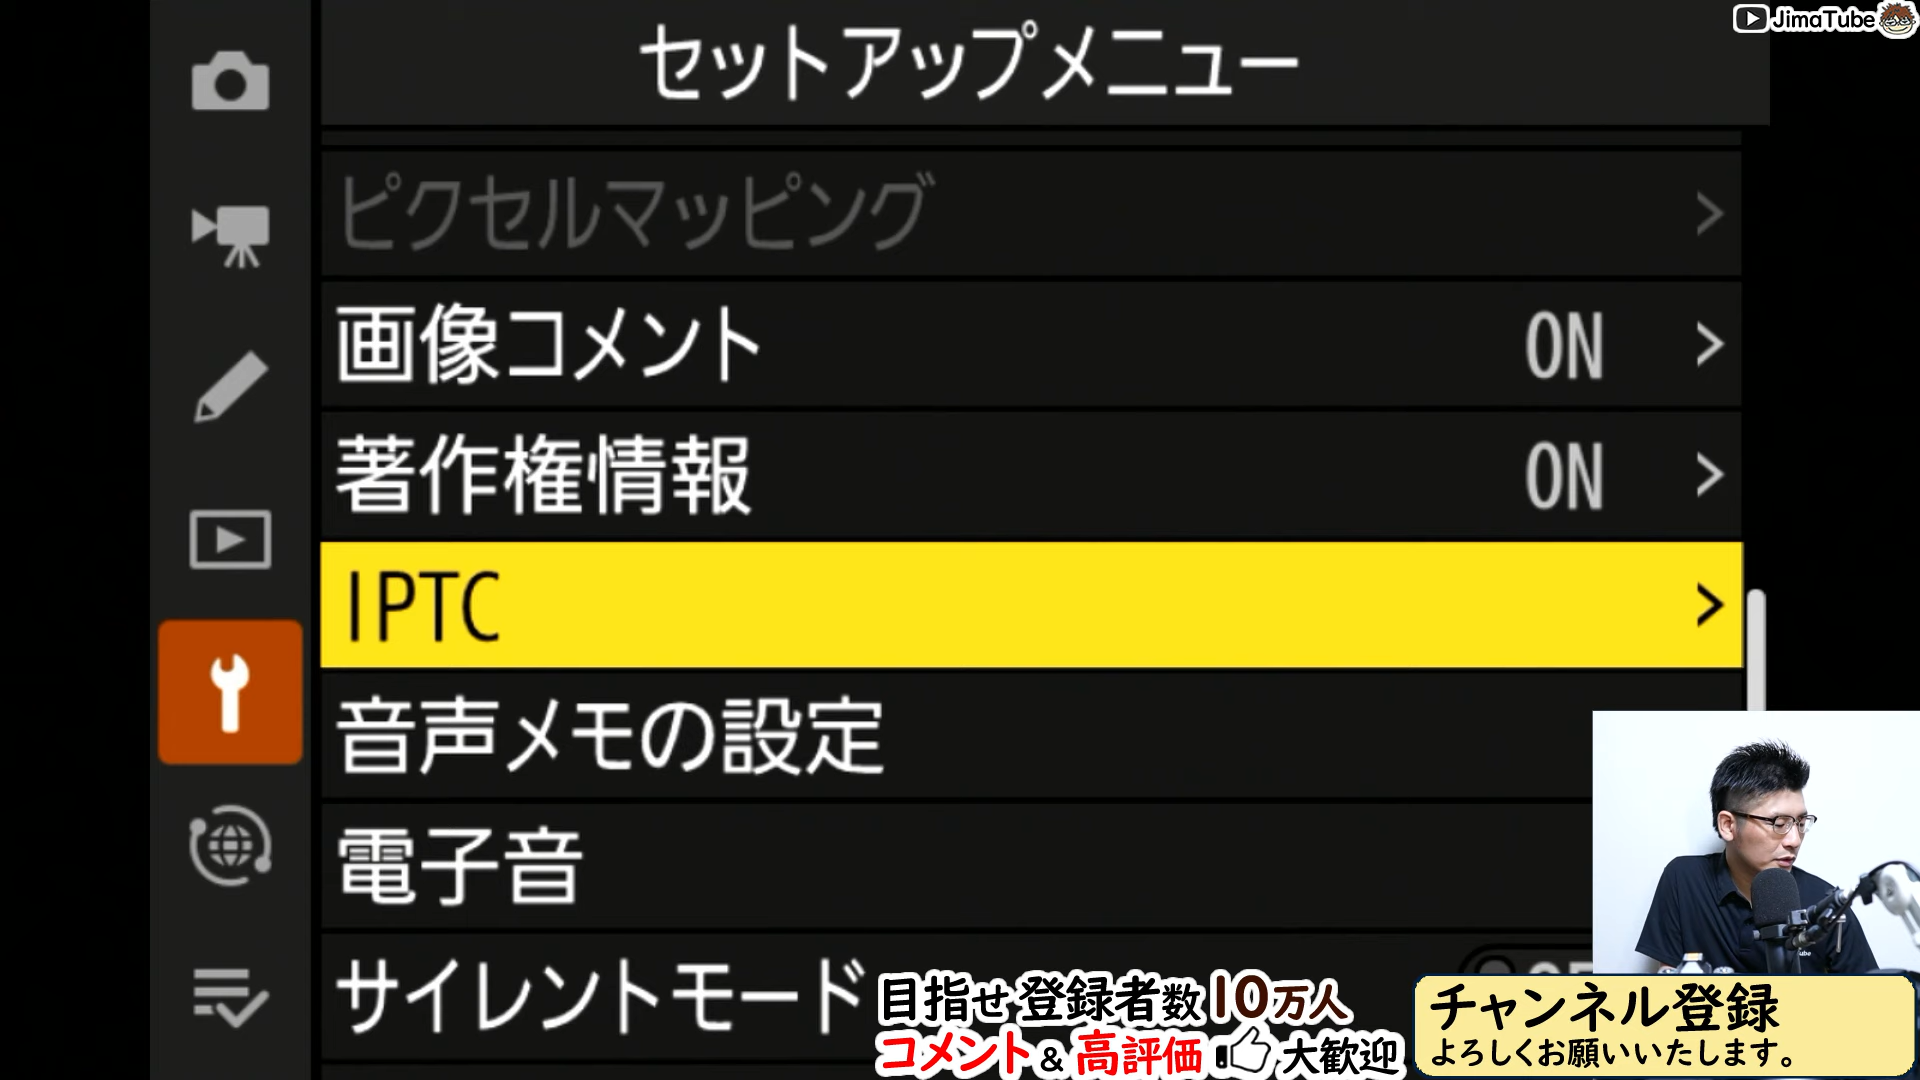 JimaTube
セットアップメニュー
ピクセルマッピング
画像コメント ON
著作権情報 ON
IPTC
音声メモの設定
電子音
サイレントモード
目指せ登録者数10万人
コメント&高評価大歓迎
チャンネル登録
よろしくお願いいたします。